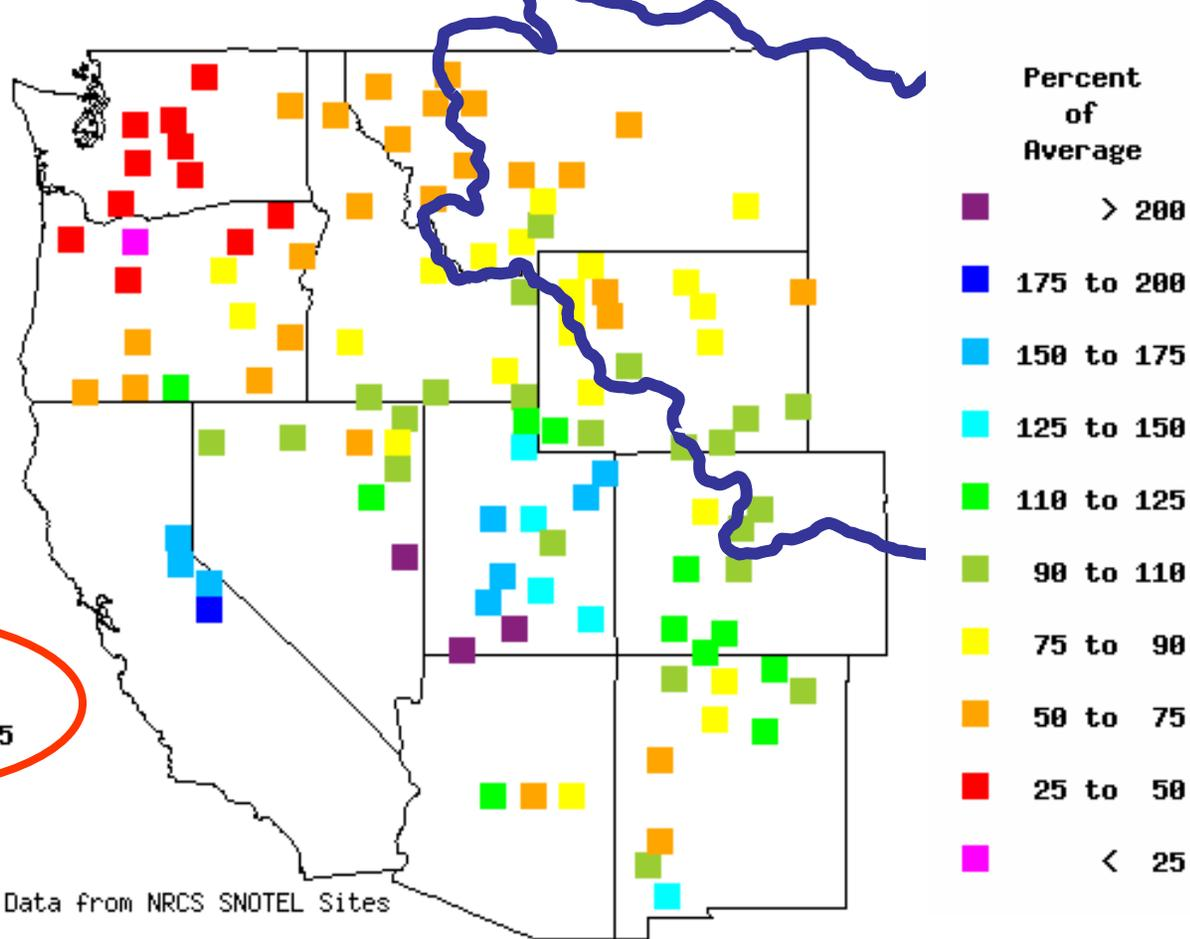 Percent
of
Average
> 200
175 to 200
150 to 175
125 to 150
110 to 125
90 to 110
75 to 90
50 to 75
25 to 50
< 25
5
Data from NRCS SNOTEL Sites